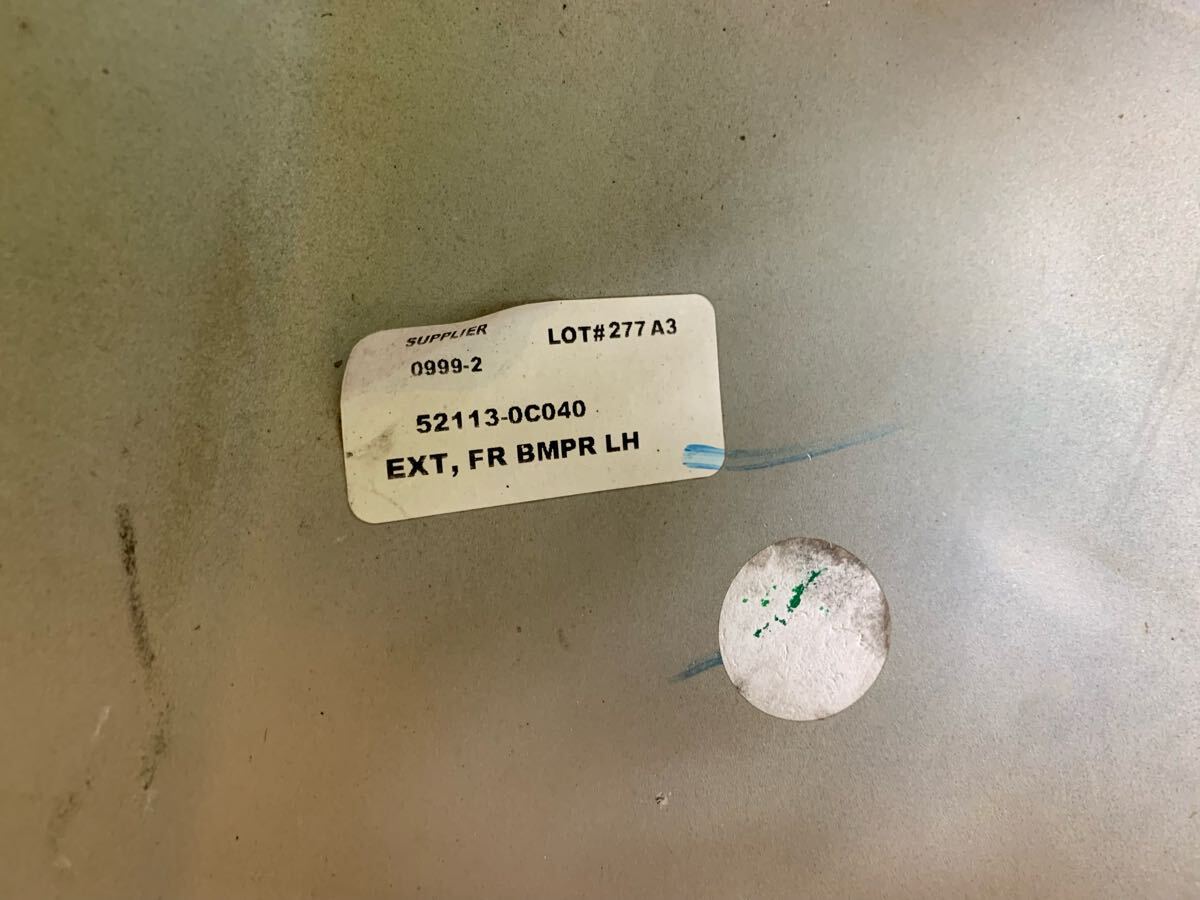 SUPPLIER LOT#277 A3
0999-2
52113-0C040
EXT, FR BMPR LH